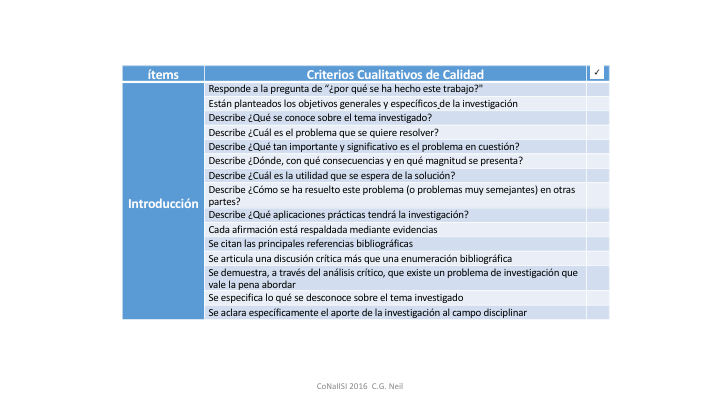 ítems Criterios Cualitativos de Calidad ✓
Introducción
Responde a la pregunta de "¿por qué se ha hecho este trabajo?"
Están planteados los objetivos generales y específicos de la investigación
Describe ¿Qué se conoce sobre el tema investigado?
Describe ¿Cuál es el problema que se quiere resolver?
Describe ¿Qué tan importante y significativo es el problema en cuestión?
Describe ¿Dónde, con qué consecuencias y en qué magnitud se presenta?
Describe ¿Cuál es la utilidad que se espera de la solución?
Describe ¿Cómo se ha resuelto este problema (o problemas muy semejantes) en otras
partes?
Describe ¿Qué aplicaciones prácticas tendrá la investigación?
Cada afirmación está respaldada mediante evidencias
Se citan las principales referencias bibliográficas
Se articula una discusión crítica más que una enumeración bibliográfica
Se demuestra, a través del análisis crítico, que existe un problema de investigación que
vale la pena abordar
Se especifica lo qué se desconoce sobre el tema investigado
Se aclara específicamente el aporte de la investigación al campo disciplinar
CoNaIISI 2016 C.G. Neil